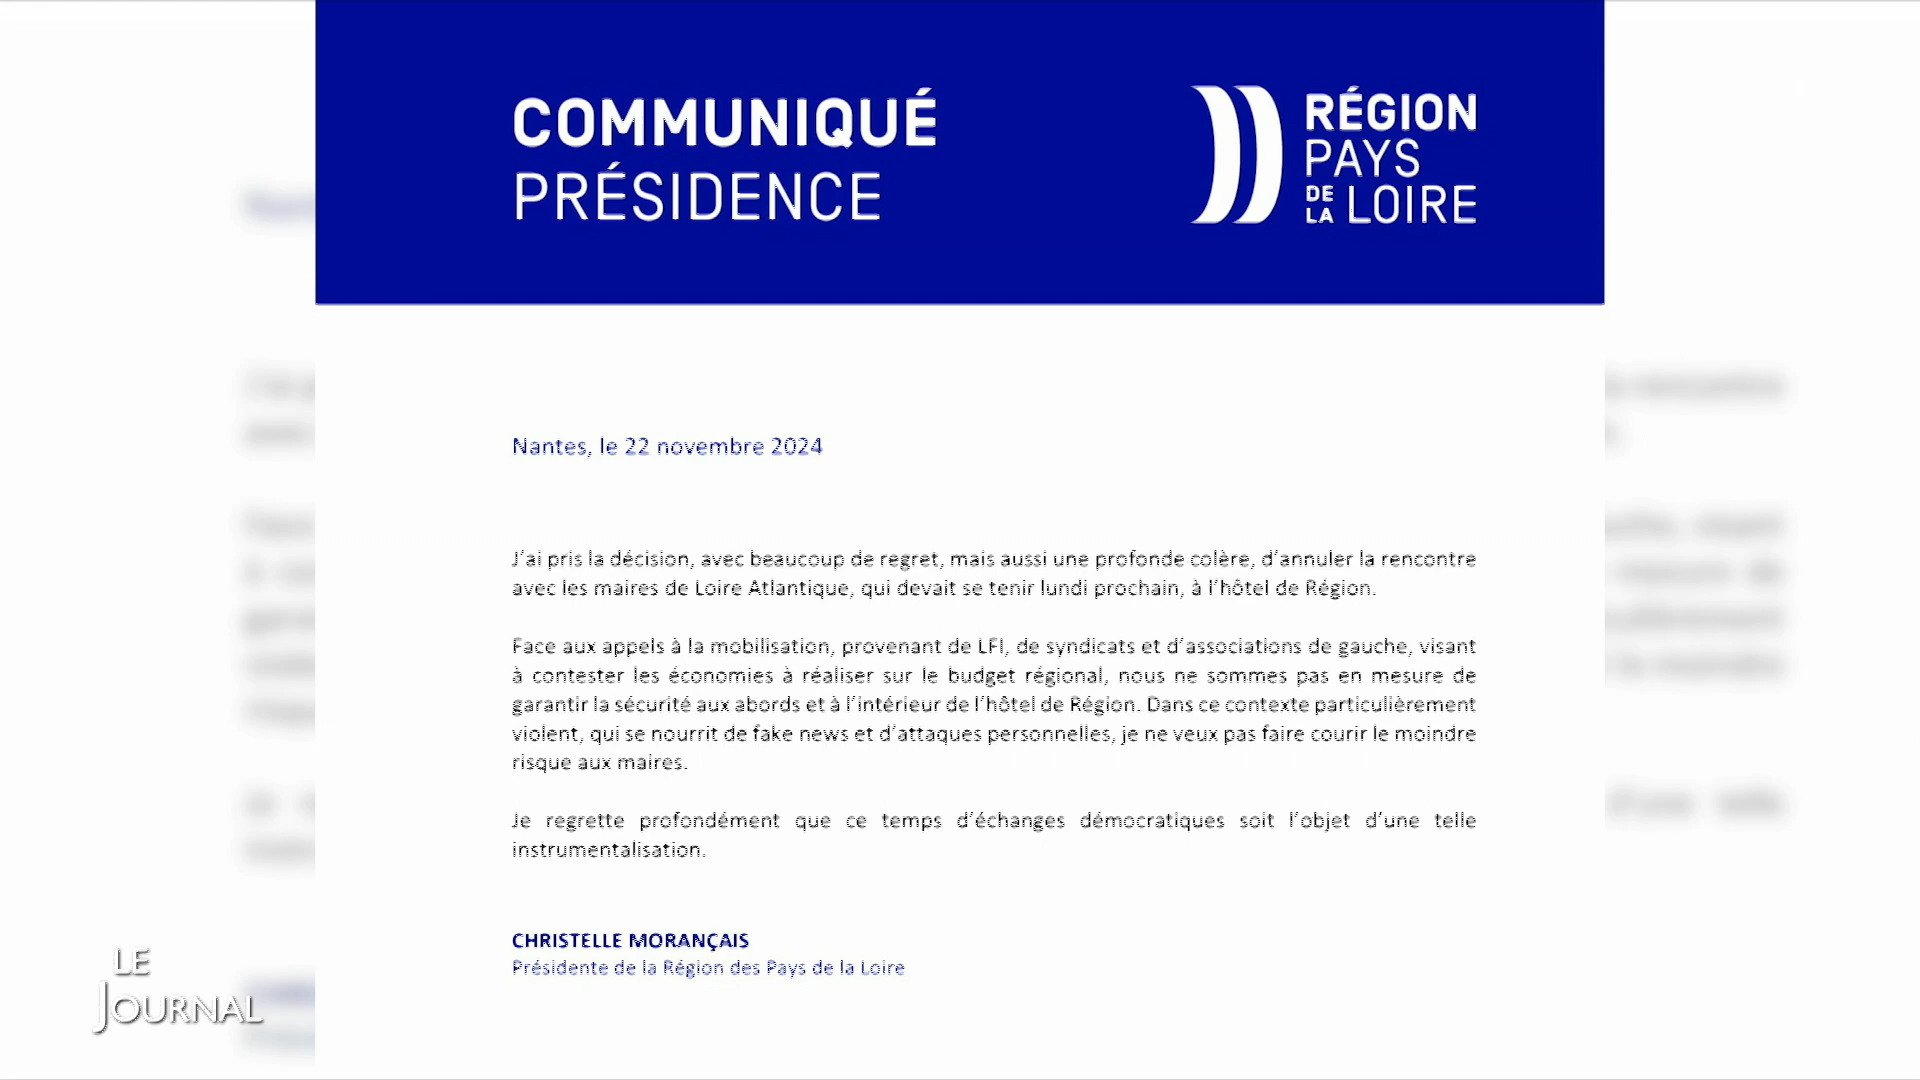 COMMUNIQUÉ
PRÉSIDENCE
RÉGION
PAYS
DE LA LOIRE
Nantes, le 22 novembre 2024
J'ai pris la décision, avec beaucoup de regret, mais aussi une profonde colère, d'annuler la rencontre
avec les maires de Loire Atlantique, qui devait se tenir lundi prochain, à l'hôtel de Région.
Face aux appels à la mobilisation, provenant de LFI, de syndicats et d'associations de gauche, visant
à contester les économies à réaliser sur le budget régional, nous ne sommes pas en mesure de
garantir la sécurité aux abords et à l'intérieur de l'hôtel de Région. Dans ce contexte particulièrement
violent, qui se nourrit de fake news et d'attaques personnelles, je ne veux pas faire courir le moindre
risque aux maires.
Je regrette profondément que ce temps d'échanges démocratiques soit l'objet d'une telle
instrumentalisation.
CHRISTELLE MORANÇAIS
Présidente de la Région des Pays de la Loire
LE
JOURNAL